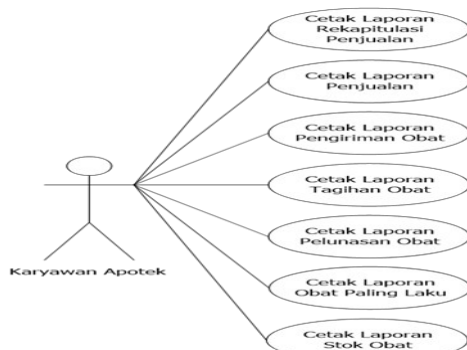 Cetak Laporan
Rekapitulasi
Penjualan
Cetak Laporan
Penjualan
Cetak Laporan
Pengiriman Obat
Cetak Laporan
Tagihan Obat
Cetak Laporan
Pelunasan Obat
Cetak Laporan
Obat Paling Laku
Cetak Laporan
Stok Obat
Karyawan Apotek